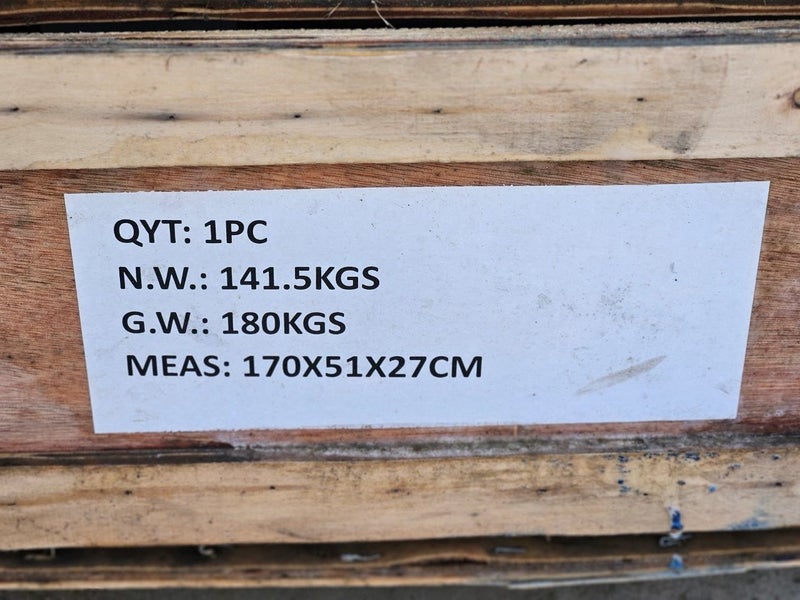 QYT: 1PC
N.W.: 141.5KGS
G.W.: 180KGS
MEAS: 170X51X27CM